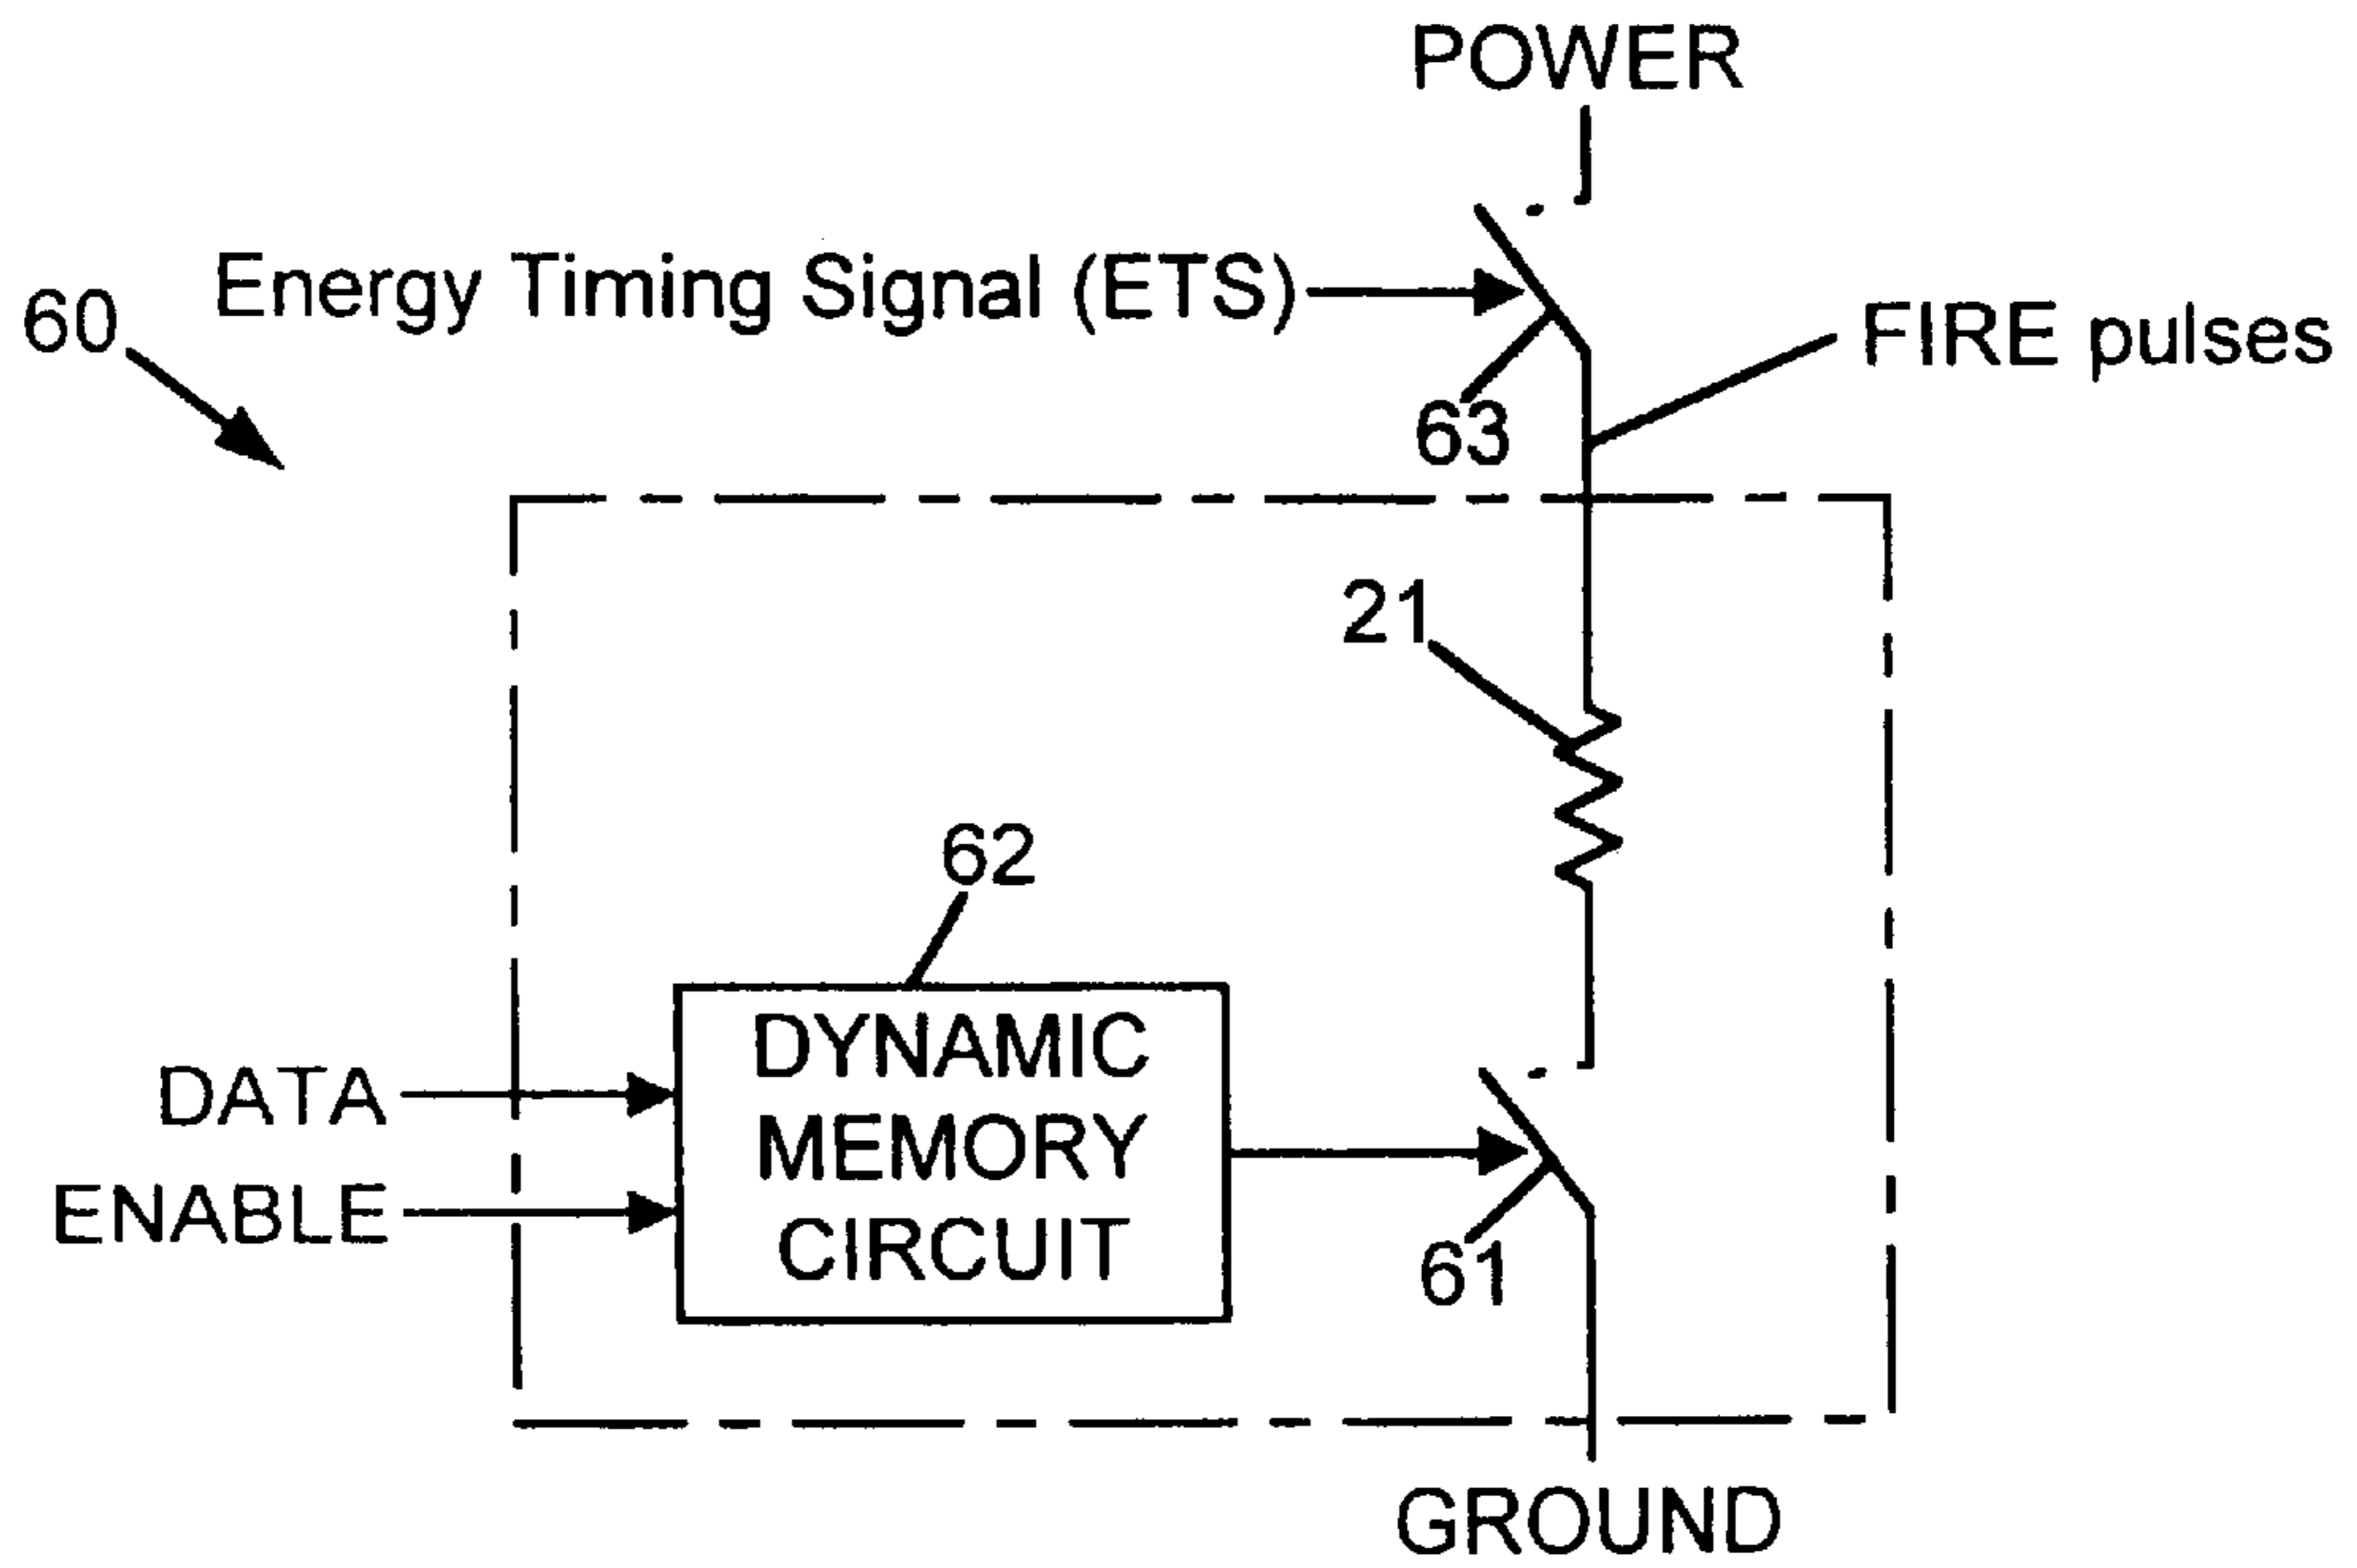 POWER
Energy Timing Signal (ETS)
60
FIRE pulses
63
21
62
DYNAMIC
MEMORY
CIRCUIT
DATA
ENABLE
61
GROUND